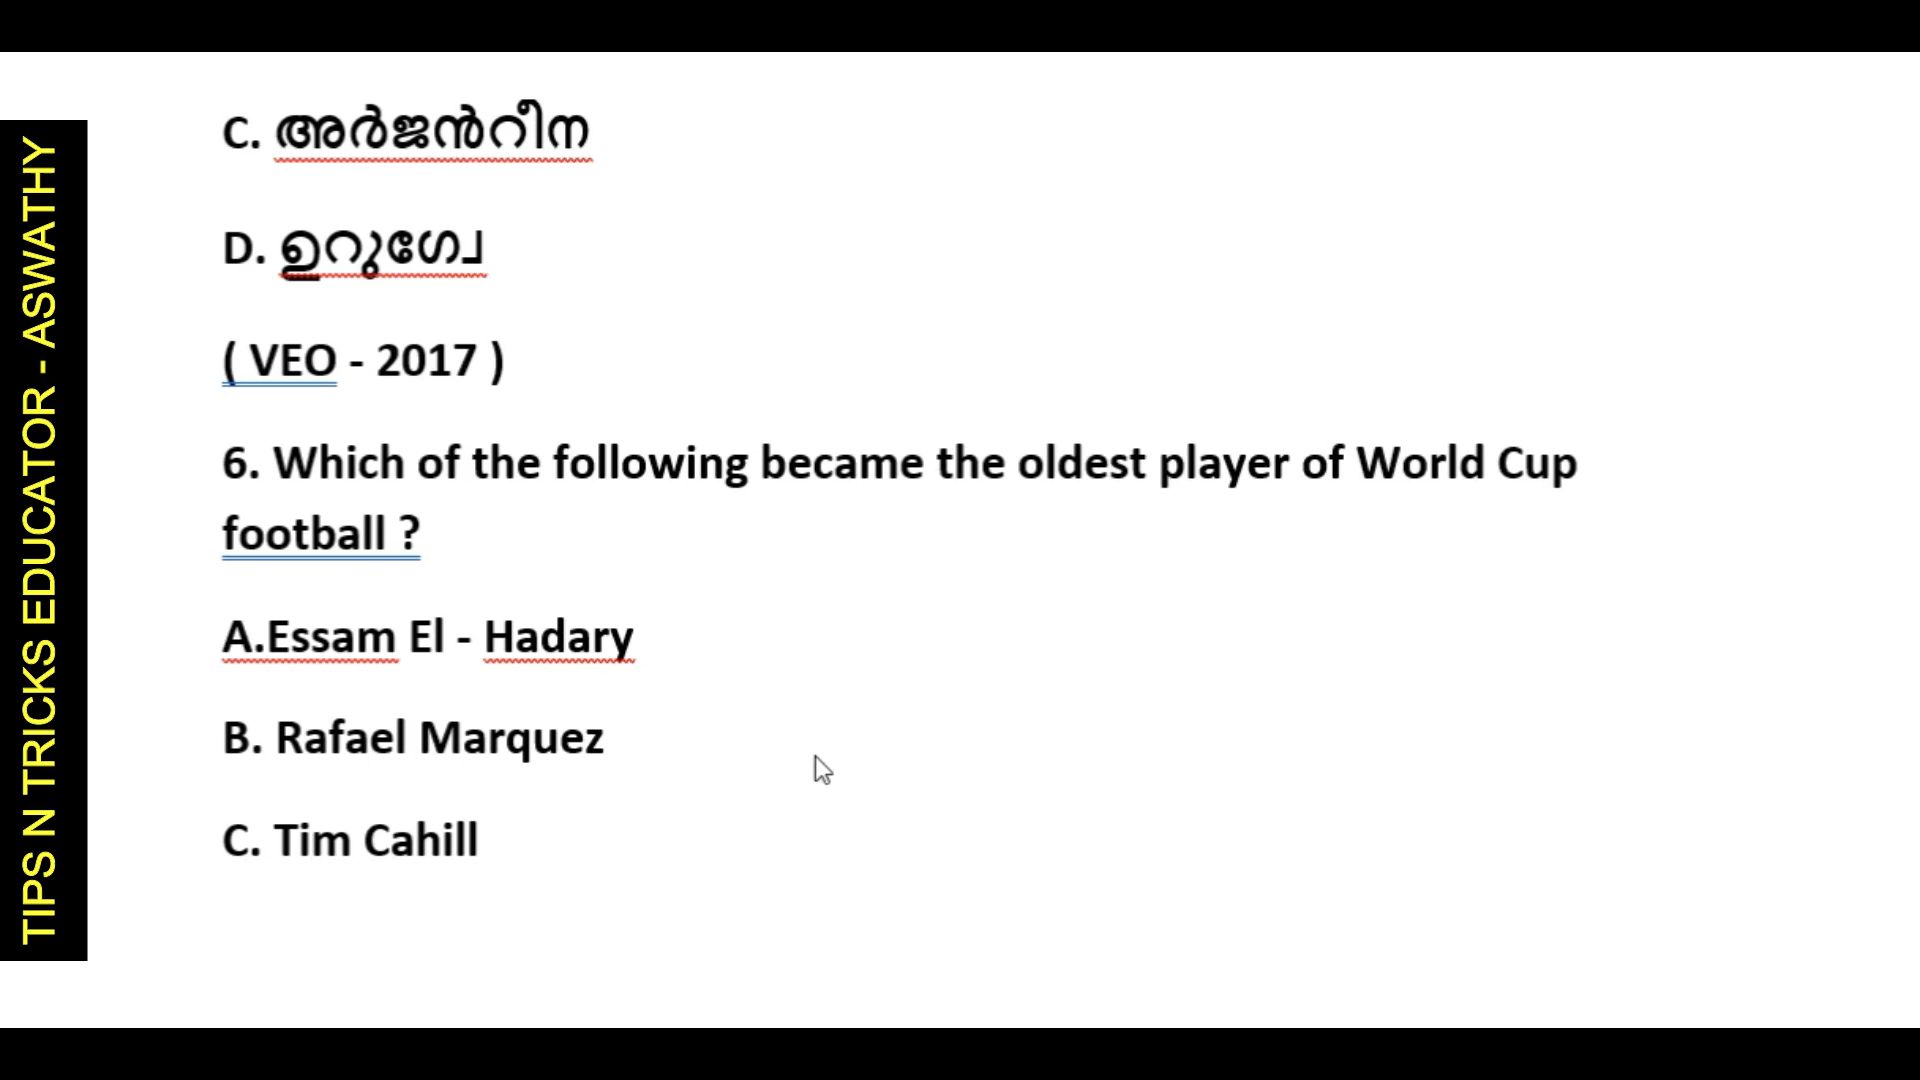 C. അർജൻറീന
D. ഉറുഗ്വേ
( VEO - 2017 )
6. Which of the following became the oldest player of World Cup
football ?
A.Essam El - Hadary
B. Rafael Marquez
C. Tim Cahill
TIPS N TRICKS EDUCATOR - ASWATHY